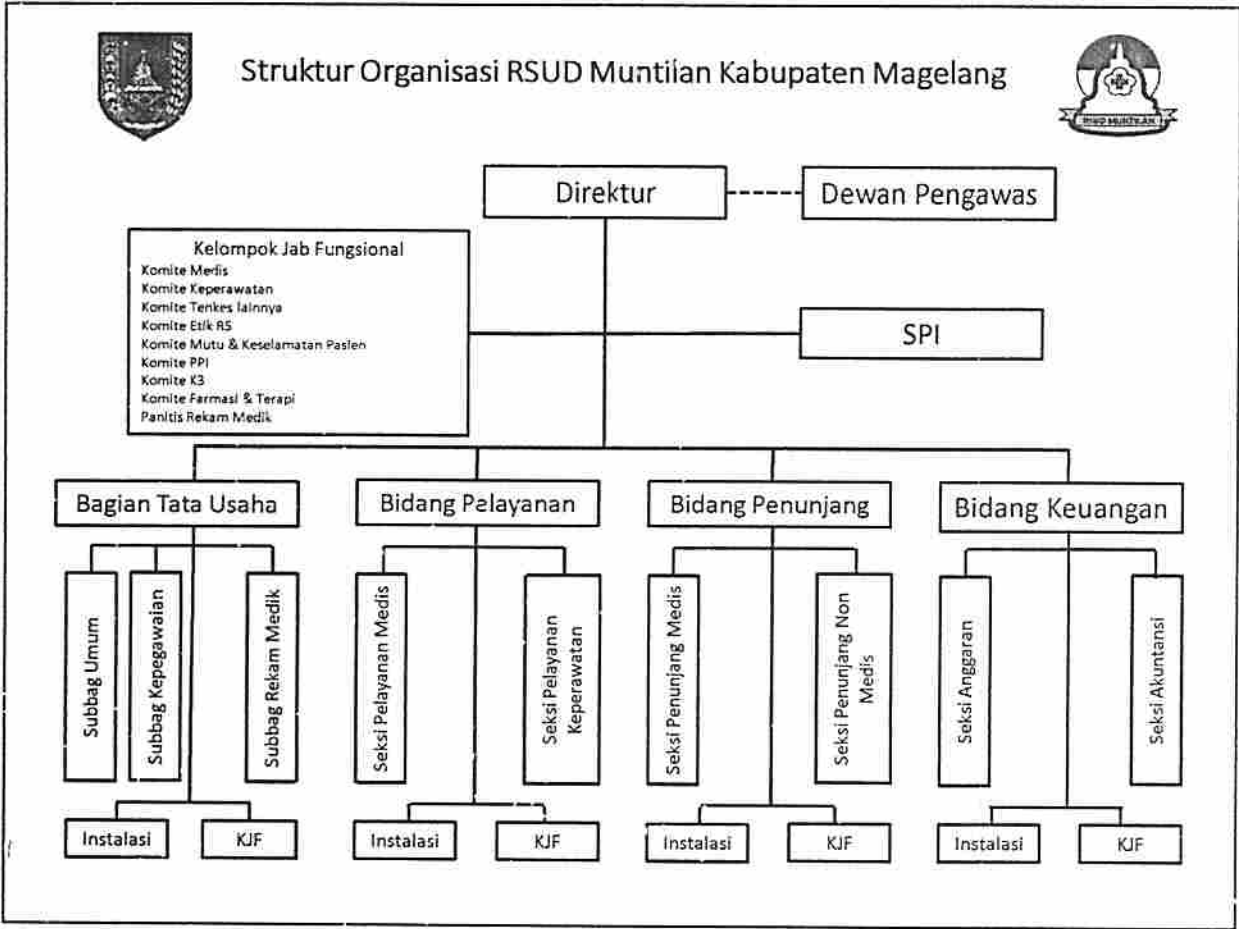 Struktur Organisasi RSUD Muntilan Kabupaten Magelang
RSUD MUNTILAN
Direktur
Dewan Pengawas
Kelompok Jab Fungsional
Komite Medis
Komite Keperawatan
Komite Tenkes lainnya
Komite Etik RS
Komite Mutu & Keselamatan Pasien
Komite PPI
Komite K3
Komite Farmasi & Terapi
Panitis Rekam Medik
SPI
Bagian Tata Usaha
Bidang Pelayanan
Bidang Penunjang
Bidang Keuangan
Subbag Umum
Subbag Kepegawaian
Subbag Rekam Medik
Seksi Pelayanan Medis
Seksi Pelayanan
Keperawatan
Seksi Penunjang Medis
Seksi Penunjang Non
Medis
Seksi Anggaran
Seksi Akuntansi
Instalasi
KJF
Instalasi
KJF
Instalasi
KJF
Instalasi
KJF